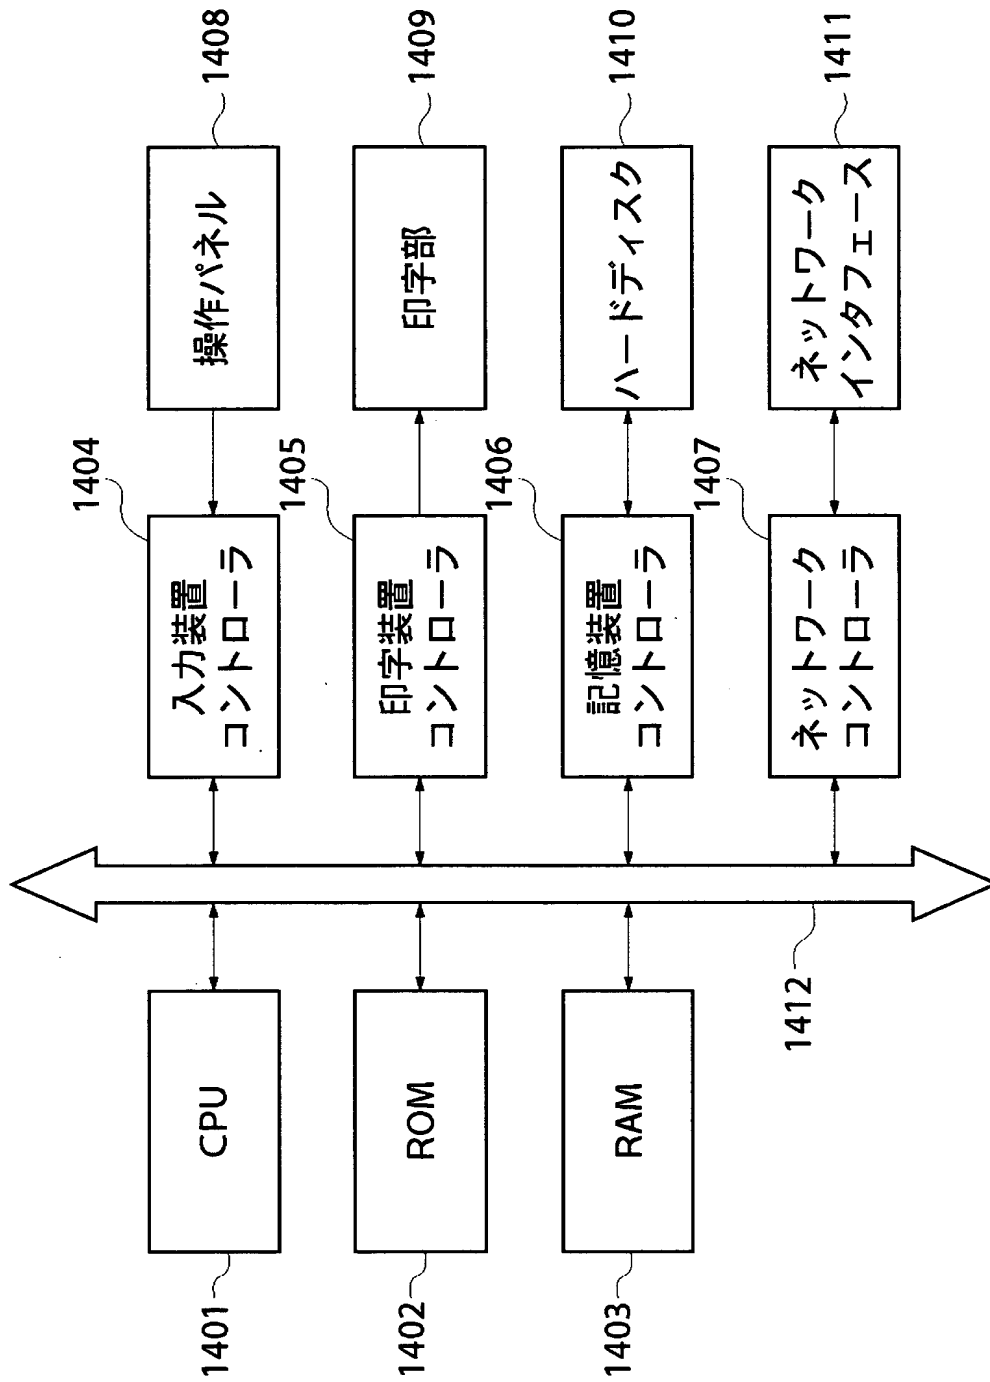 1401
CPU
1402
ROM
1403
RAM
1412
1404
入力装置
コントローラ
1405
印字装置
コントローラ
1406
記憶装置
コントローラ
1407
ネットワーク
コントローラ
操作パネル
1408
印字部
1409
ハードディスク
1410
ネットワーク
インタフェース
1411